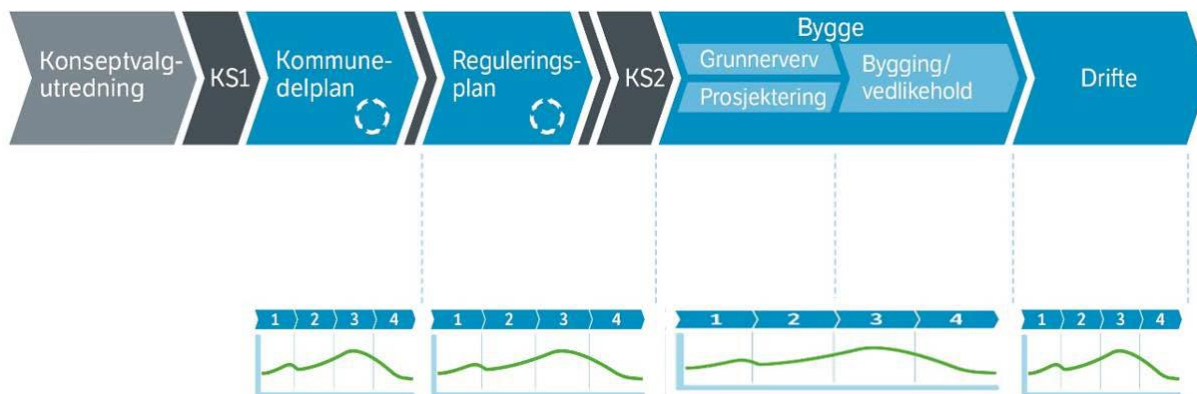 Konseptvalg-
utredning
KS1
Kommune-
delplan
Regulerings-
plan
KS2
Bygge
Grunnerverv
Prosjektering
Bygging/
vedlikehold
Drifte
1 2 3 4
1 2 3 4
1 2 3 4
1 2 3 4